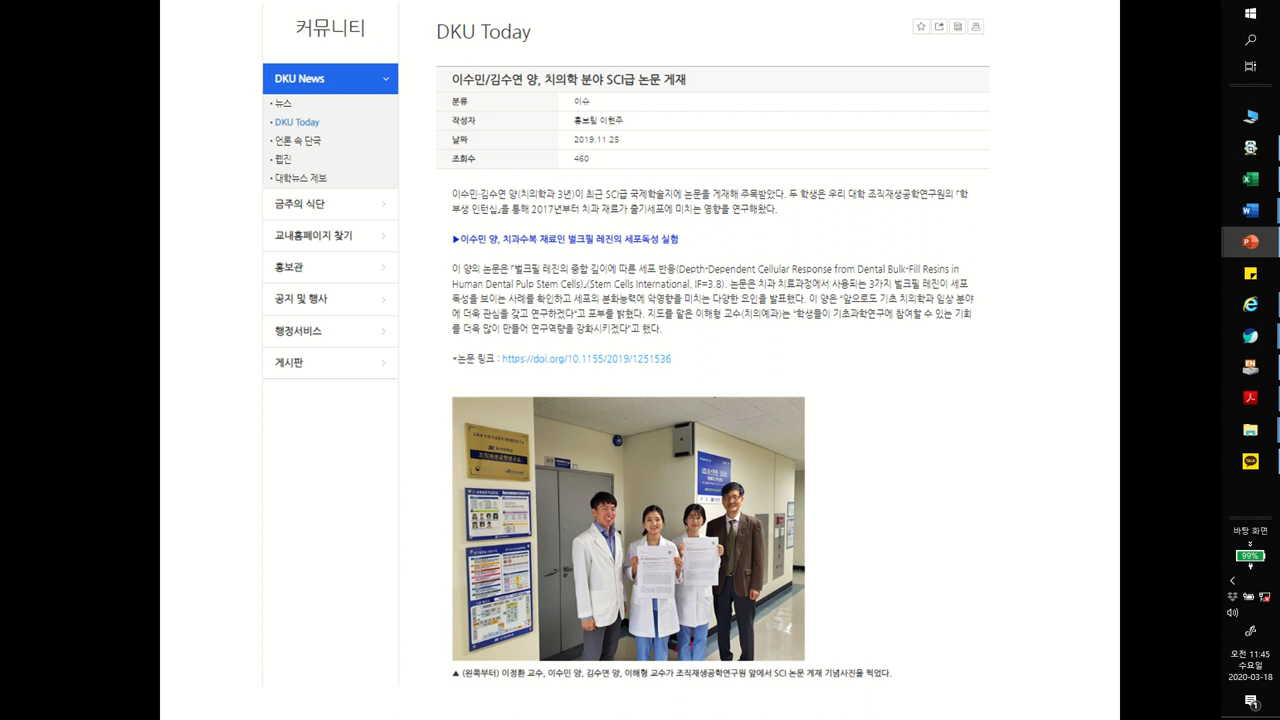 커뮤니티
DKU News
뉴스
DKU Today
언론 속 단국
웹진
대학뉴스 제보
금주의 식단
교내홈페이지 찾기
홍보관
공지 및 행사
행정서비스
게시판
DKU Today
이수민/김수연 양, 치의학 분야 SCI급 논문 게재
분류 이슈
작성자 홍보팀 이현주
날짜 2019.11.25
조회수 460
이수민·김수연 양(치의학과 3년)이 최근 SCI급 국제학술지에 논문을 게재해 주목받았다. 두 학생은 우리 대학 조직재생공학연구원의 「학
부생 인턴십」을 통해 2017년부터 치과 재료가 줄기세포에 미치는 영향을 연구해왔다.
▶이수민 양, 치과수복 재료인 벌크필 레진의 세포독성 실험
이 양의 논문은 「벌크필 레진의 중합 깊이에 따른 세포 반응(Depth-Dependent Cellular Response from Dental Bulk-Fill Resins in
Human Dental Pulp Stem Cells)」(Stem Cells International, IF=3.8). 논문은 치과 치료과정에서 사용되는 3가지 벌크필 레진이 세포
독성을 보이는 사례를 확인하고 세포의 분화능력에 악영향을 미치는 다양한 요인을 발표했다. 이 양은 "앞으로도 기초 치의학과 임상 분야
에 더욱 관심을 갖고 연구하겠다"고 포부를 밝혔다. 지도를 맡은 이해형 교수(치의예과)는 "학생들이 기초과학연구에 참여할 수 있는 기회
를 더욱 많이 만들어 연구역량을 강화시키겠다"고 했다.
*논문 링크 : https://doi.org/10.1155/2019/1251536
조직재생공학연구소
▲ (왼쪽부터) 이정환 교수, 이수민 양, 김수연 양, 이해형 교수가 조직재생공학연구원 앞에서 SCI 논문 게재 기념사진을 찍었다.
EN
TALK
바탕 화면
99%
오전 11:45
수요일
2020-03-18
1